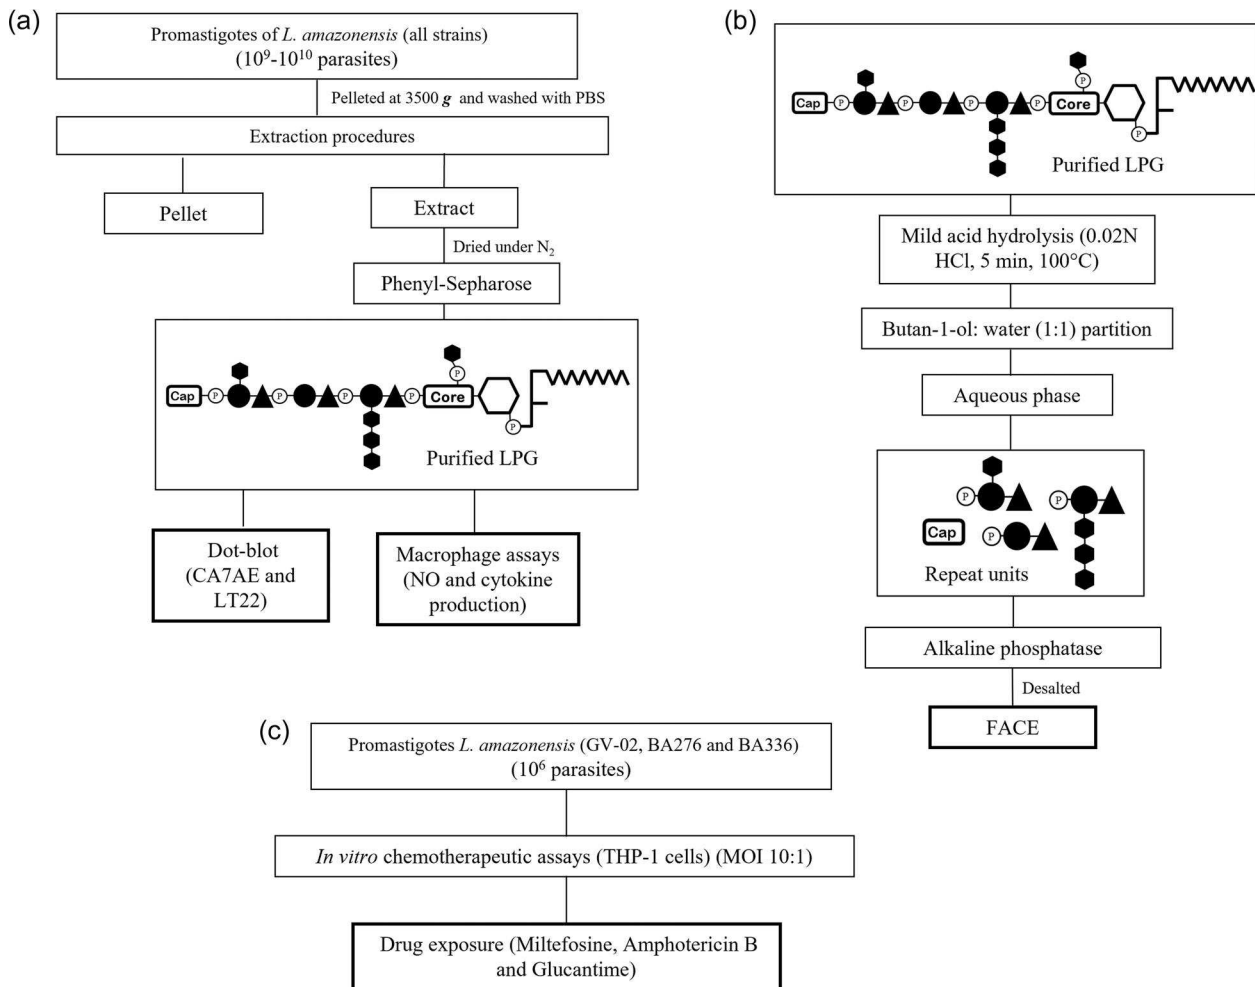 (a)
Promastigotes of L. amazonensis (all strains)
(10⁹-10¹⁰ parasites)
Pelleted at 3500 g and washed with PBS
Extraction procedures
Pellet
Extract
Dried under N₂
Phenyl-Sepharose
Cap
P
P
P
P
P
Core
P
Purified LPG
Dot-blot
(CA7AE and
LT22)
Macrophage assays
(NO and cytokine
production)
(b)
Cap
P
P
P
P
P
Core
P
Purified LPG
Mild acid hydrolysis (0.02N
HCl, 5 min, 100°C)
Butan-1-ol: water (1:1) partition
Aqueous phase
P
P
Cap
P
Repeat units
Alkaline phosphatase
Desalted
FACE
(c)
Promastigotes L. amazonensis (GV-02, BA276 and BA336)
(10⁶ parasites)
In vitro chemotherapeutic assays (THP-1 cells) (MOI 10:1)
Drug exposure (Miltefosine, Amphotericin B
and Glucantime)